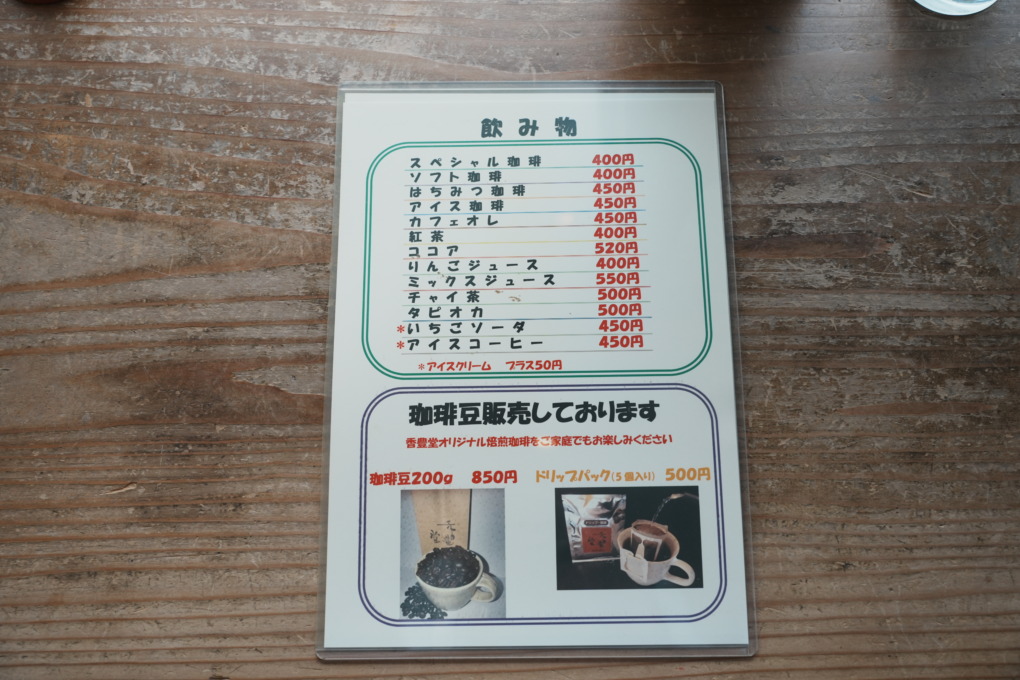 飲み物
スペシャル珈琲 400円
ソフト珈琲 400円
はちみつ珈琲 450円
アイス珈琲 450円
カフェオレ 450円
紅茶 400円
ココア 520円
りんごジュース 400円
ミックスジュース 550円
チャイ茶 500円
タピオカ 500円
*いちごソーダ 450円
*アイスコーヒー 450円
*アイスクリーム プラス50円
珈琲豆販売しております
香豊堂オリジナル焙煎珈琲をご家庭でもお楽しみください
珈琲豆200g 850円 ドリップパック(5個入り) 500円